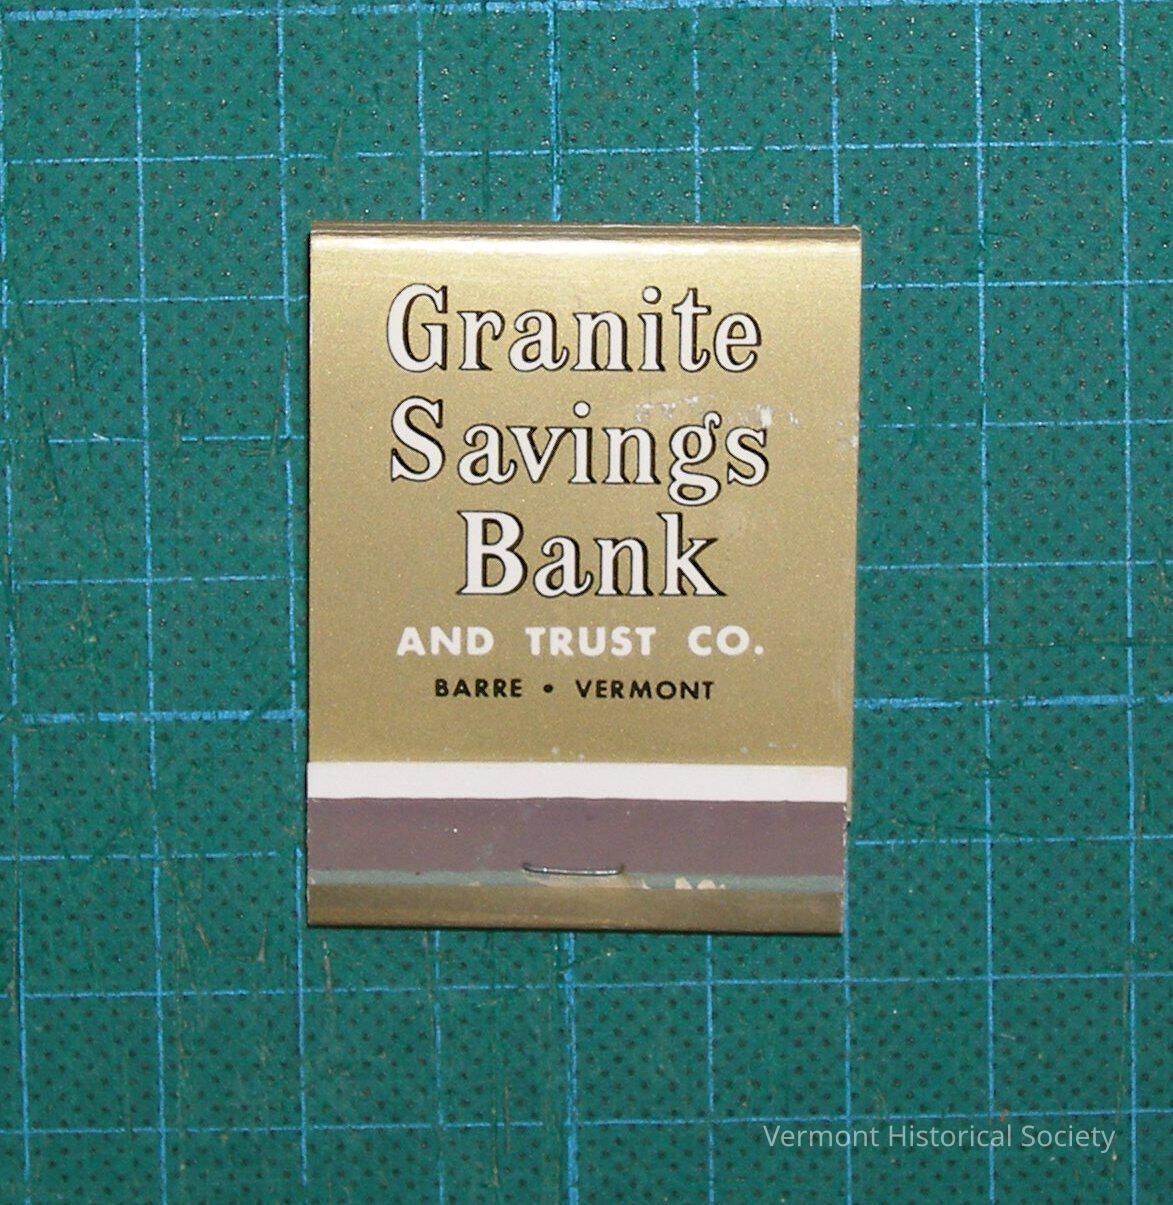 Granite
Savings
Bank
AND TRUST CO.
BARRE • VERMONT
Vermont Historical Society